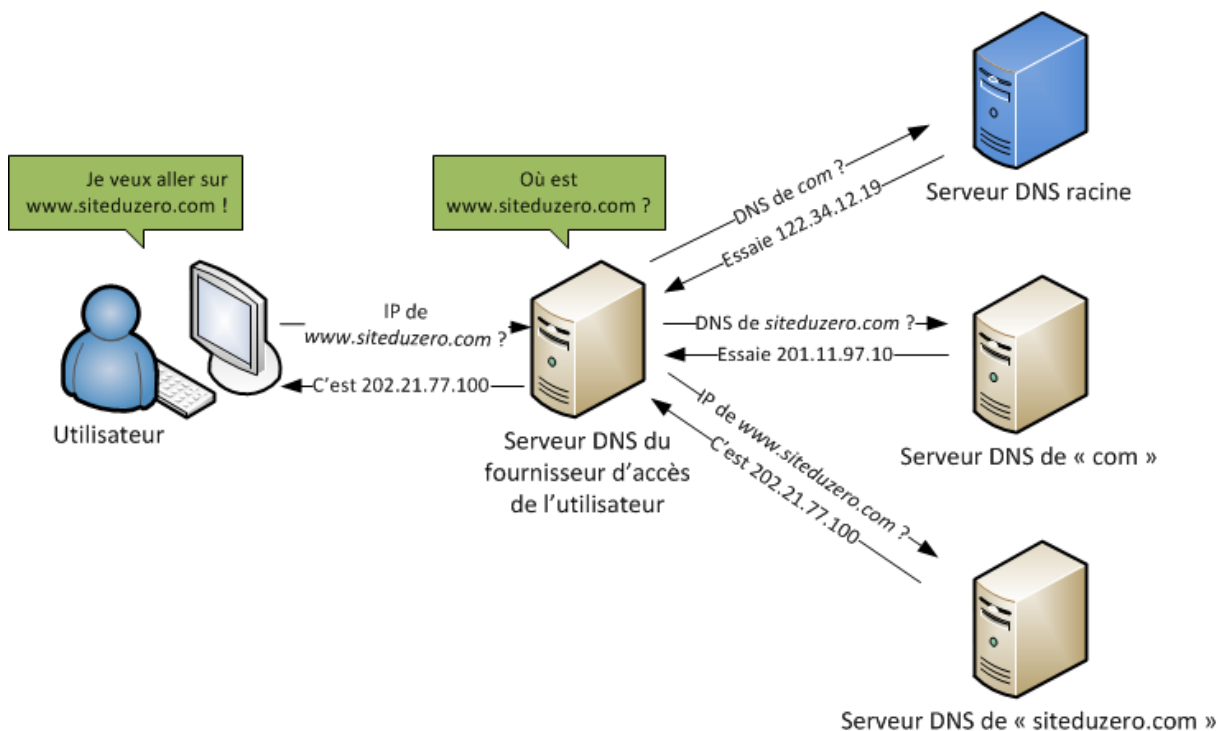 Je veux aller sur
www.siteduzero.com !
Où est
www.siteduzero.com ?
DNS de com ?
Essaie 122.34.12.19
Serveur DNS racine
IP de
www.siteduzero.com ?
C'est 202.21.77.100
DNS de siteduzero.com ?
Essaie 201.11.97.10
Utilisateur
Serveur DNS du
fournisseur d'accès
de l'utilisateur
Serveur DNS de « com »
IP de www.siteduzero.com ?
C'est 202.21.77.100
Serveur DNS de « siteduzero.com »